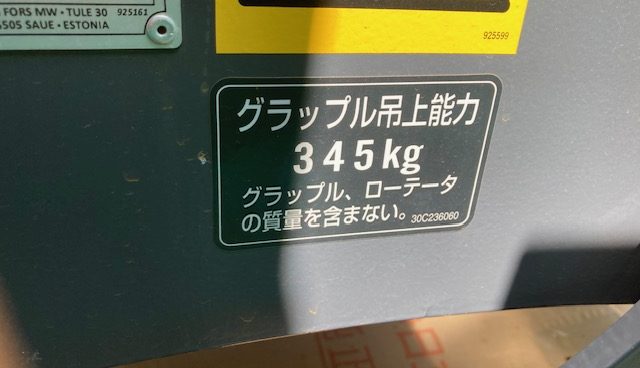 FORS MW • TULE 30 925161
6505 SAUE - ESTONIA
925599
グラップル吊上能力
345kg
グラップル、ローテータ
の質量を含まない。 30C236060